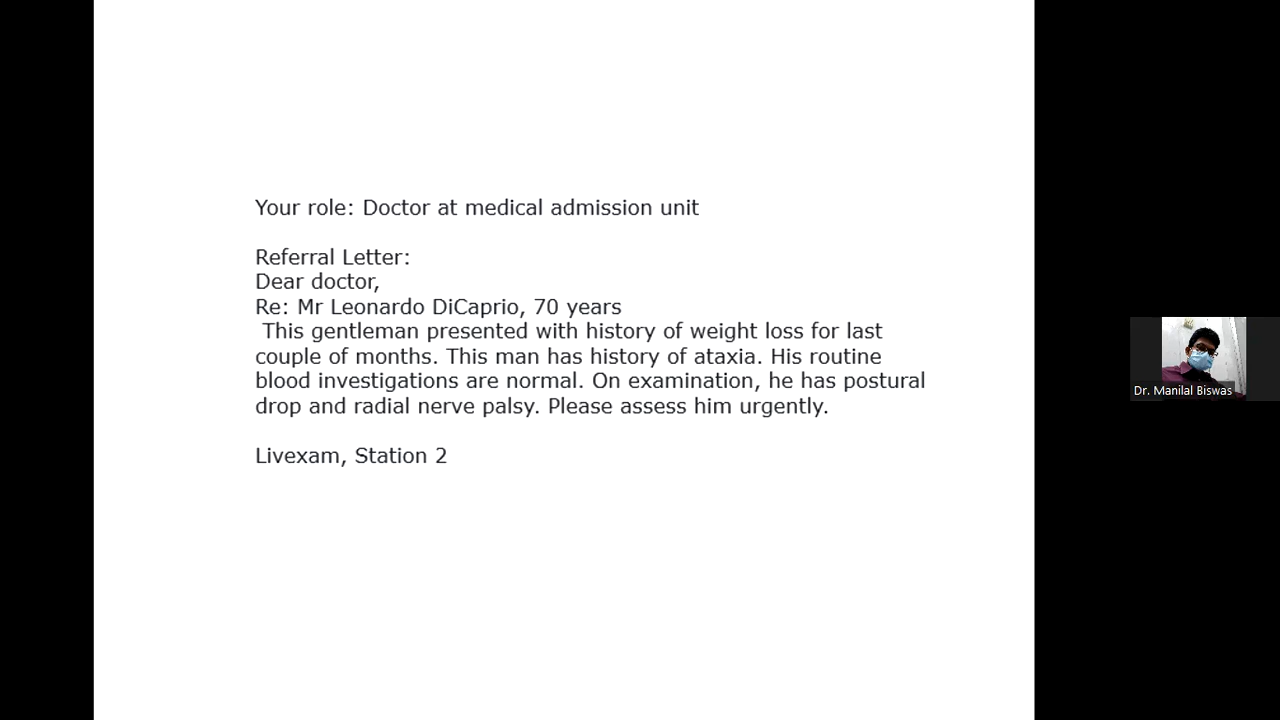 Your role: Doctor at medical admission unit
Referral Letter:
Dear doctor,
Re: Mr Leonardo DiCaprio, 70 years
This gentleman presented with history of weight loss for last
couple of months. This man has history of ataxia. His routine
blood investigations are normal. On examination, he has postural
drop and radial nerve palsy. Please assess him urgently.
Livexam, Station 2
Dr. Manilal Biswas